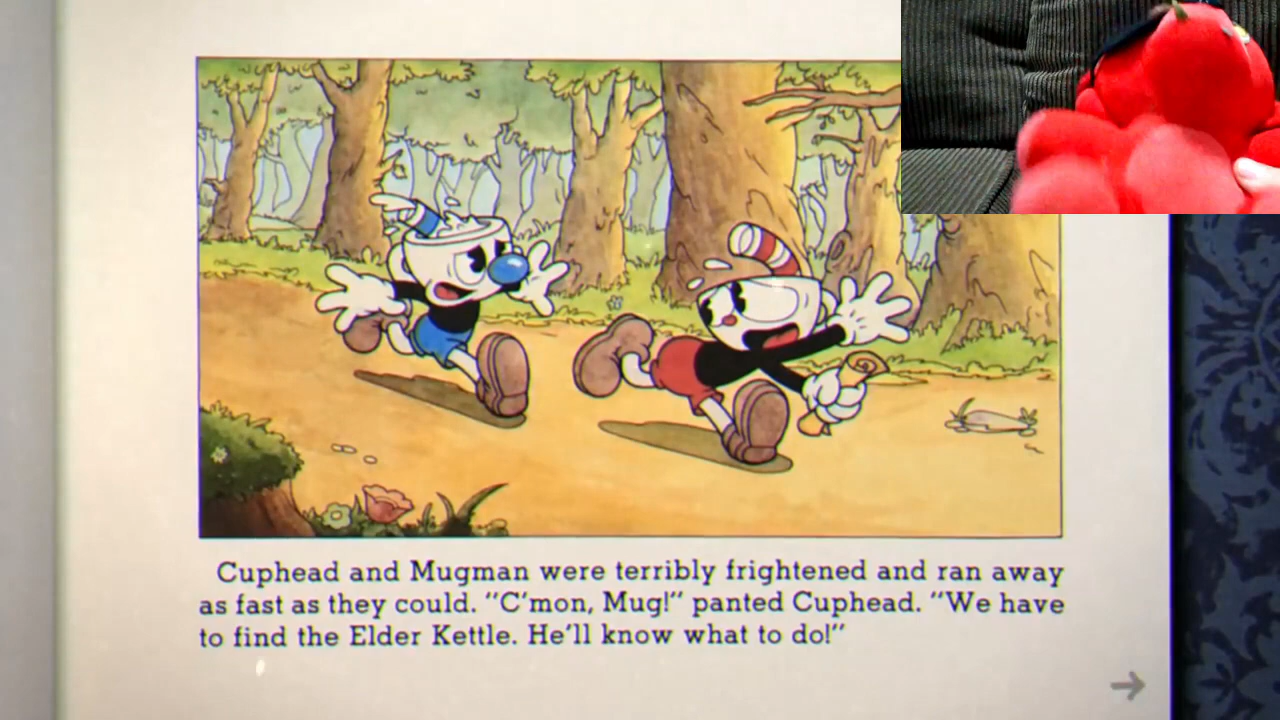 Cuphead and Mugman were terribly frightened and ran away
as fast as they could. "C'mon, Mug!" panted Cuphead. "We have
to find the Elder Kettle. He'll know what to do!"